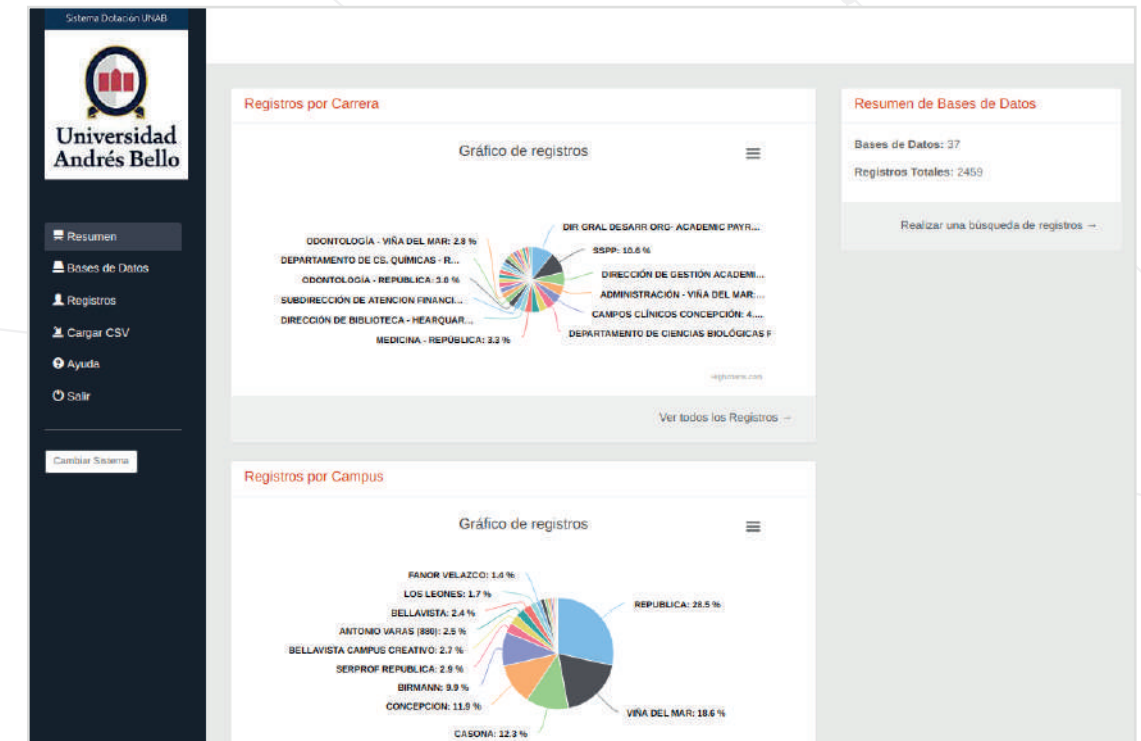 Sistema Dotación UNAB
Universidad
Andrés Bello
Resumen
Bases de Datos
Registros
Cargar CSV
Ayuda
Salir
Cambiar Sistema
Registros por Carrera
Gráfico de registros
DIR GRAL DESARR ORG- ACADEMIC PAYR...
SSPP: 10.6 %
DIRECCIÓN DE GESTIÓN ACADEMI...
ADMINISTRACIÓN - VIÑA DEL MAR:...
CAMPOS CLÍNICOS CONCEPCIÓN: 4....
DEPARTAMENTO DE CIENCIAS BIOLÓGICAS R
MEDICINA - REPÚBLICA: 3.3 %
DIRECCIÓN DE BIBLIOTECA - HEARQUAR...
SUBDIRECCIÓN DE ATENCION FINANCI...
ODONTOLOGÍA - REPÚBLICA: 3.0 %
DEPARTAMENTO DE CS. QUÍMICAS - R...
ODONTOLOGÍA - VIÑA DEL MAR: 2.8 %
Ver todos los Registros →
Registros por Campus
Gráfico de registros
REPUBLICA: 28.5 %
VIÑA DEL MAR: 18.6 %
CASONA: 12.3 %
CONCEPCION: 11.9 %
BIRMANN: 9.9 %
SERPROF REPUBLICA: 2.9 %
BELLAVISTA CAMPUS CREATIVO: 2.7 %
ANTONIO VARAS (880): 2.5 %
BELLAVISTA: 2.4 %
LOS LEONES: 1.7 %
FANOR VELAZCO: 1.4 %
Resumen de Bases de Datos
Bases de Datos: 37
Registros Totales: 2459
Realizar una búsqueda de registros →